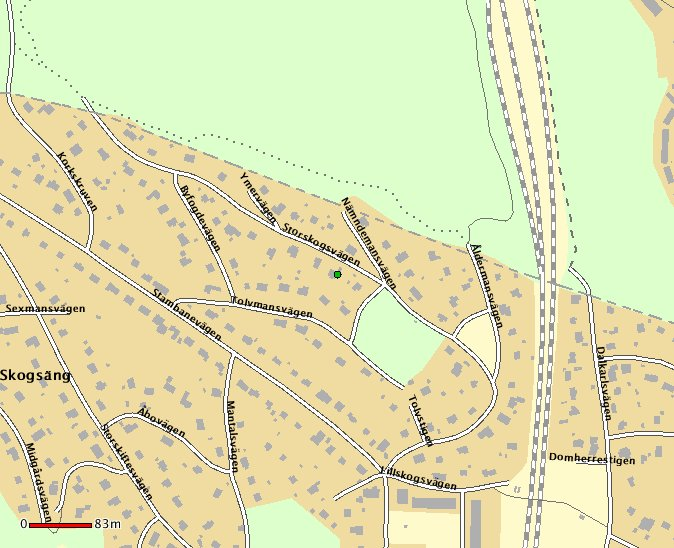 Korkskruven
Byfogdevägen
Ymervägen
Storskogsvägen
Nämndemansvägen
Åldermansvägen
Stambanevägen
Tolvmansvägen
Sexmansvägen
Skogsäng
Dalkarlsvägen
Åbovägen
Mantalsvägen
Tolvstigen
Storskiftesvägen
Midgårdsvägen
Lillskogsvägen
Domherrestigen
0 83m